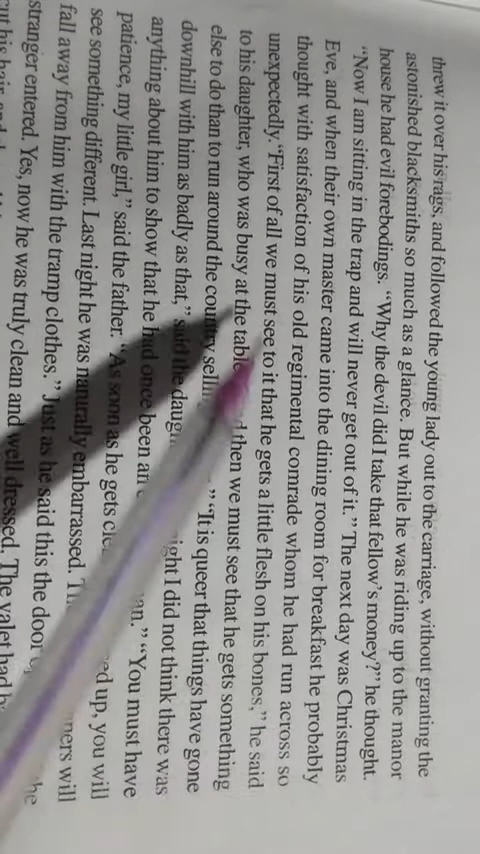 threw it over his rags, and followed the young lady out to the carriage, without granting the
astonished blacksmiths so much as a glance. But while he was riding up to the manor
house he had evil forebodings. “Why the devil did I take that fellow’s money?” he thought.
“Now I am sitting in the trap and will never get out of it.” The next day was Christmas
Eve, and when their own master came into the dining room for breakfast he probably
thought with satisfaction of his old regimental comrade whom he had run across so
unexpectedly. “First of all we must see to it that he gets a little flesh on his bones,” he said
to his daughter, who was busy at the table. then we must see that he gets something
else to do than to run around the country
downhill with him as badly as that,” said the ” “It is queer that things have gone
anything about him to show that he had once been an I did not think there was
patience, my little girl,” said the father. “As soon as he gets ” “You must have
see something different. Last night he was naturally embarrassed. up, you will
fall away from him with the tramp clothes.” Just as he said this the door will
stranger entered. Yes, now he was truly clean and well dressed. The valet had